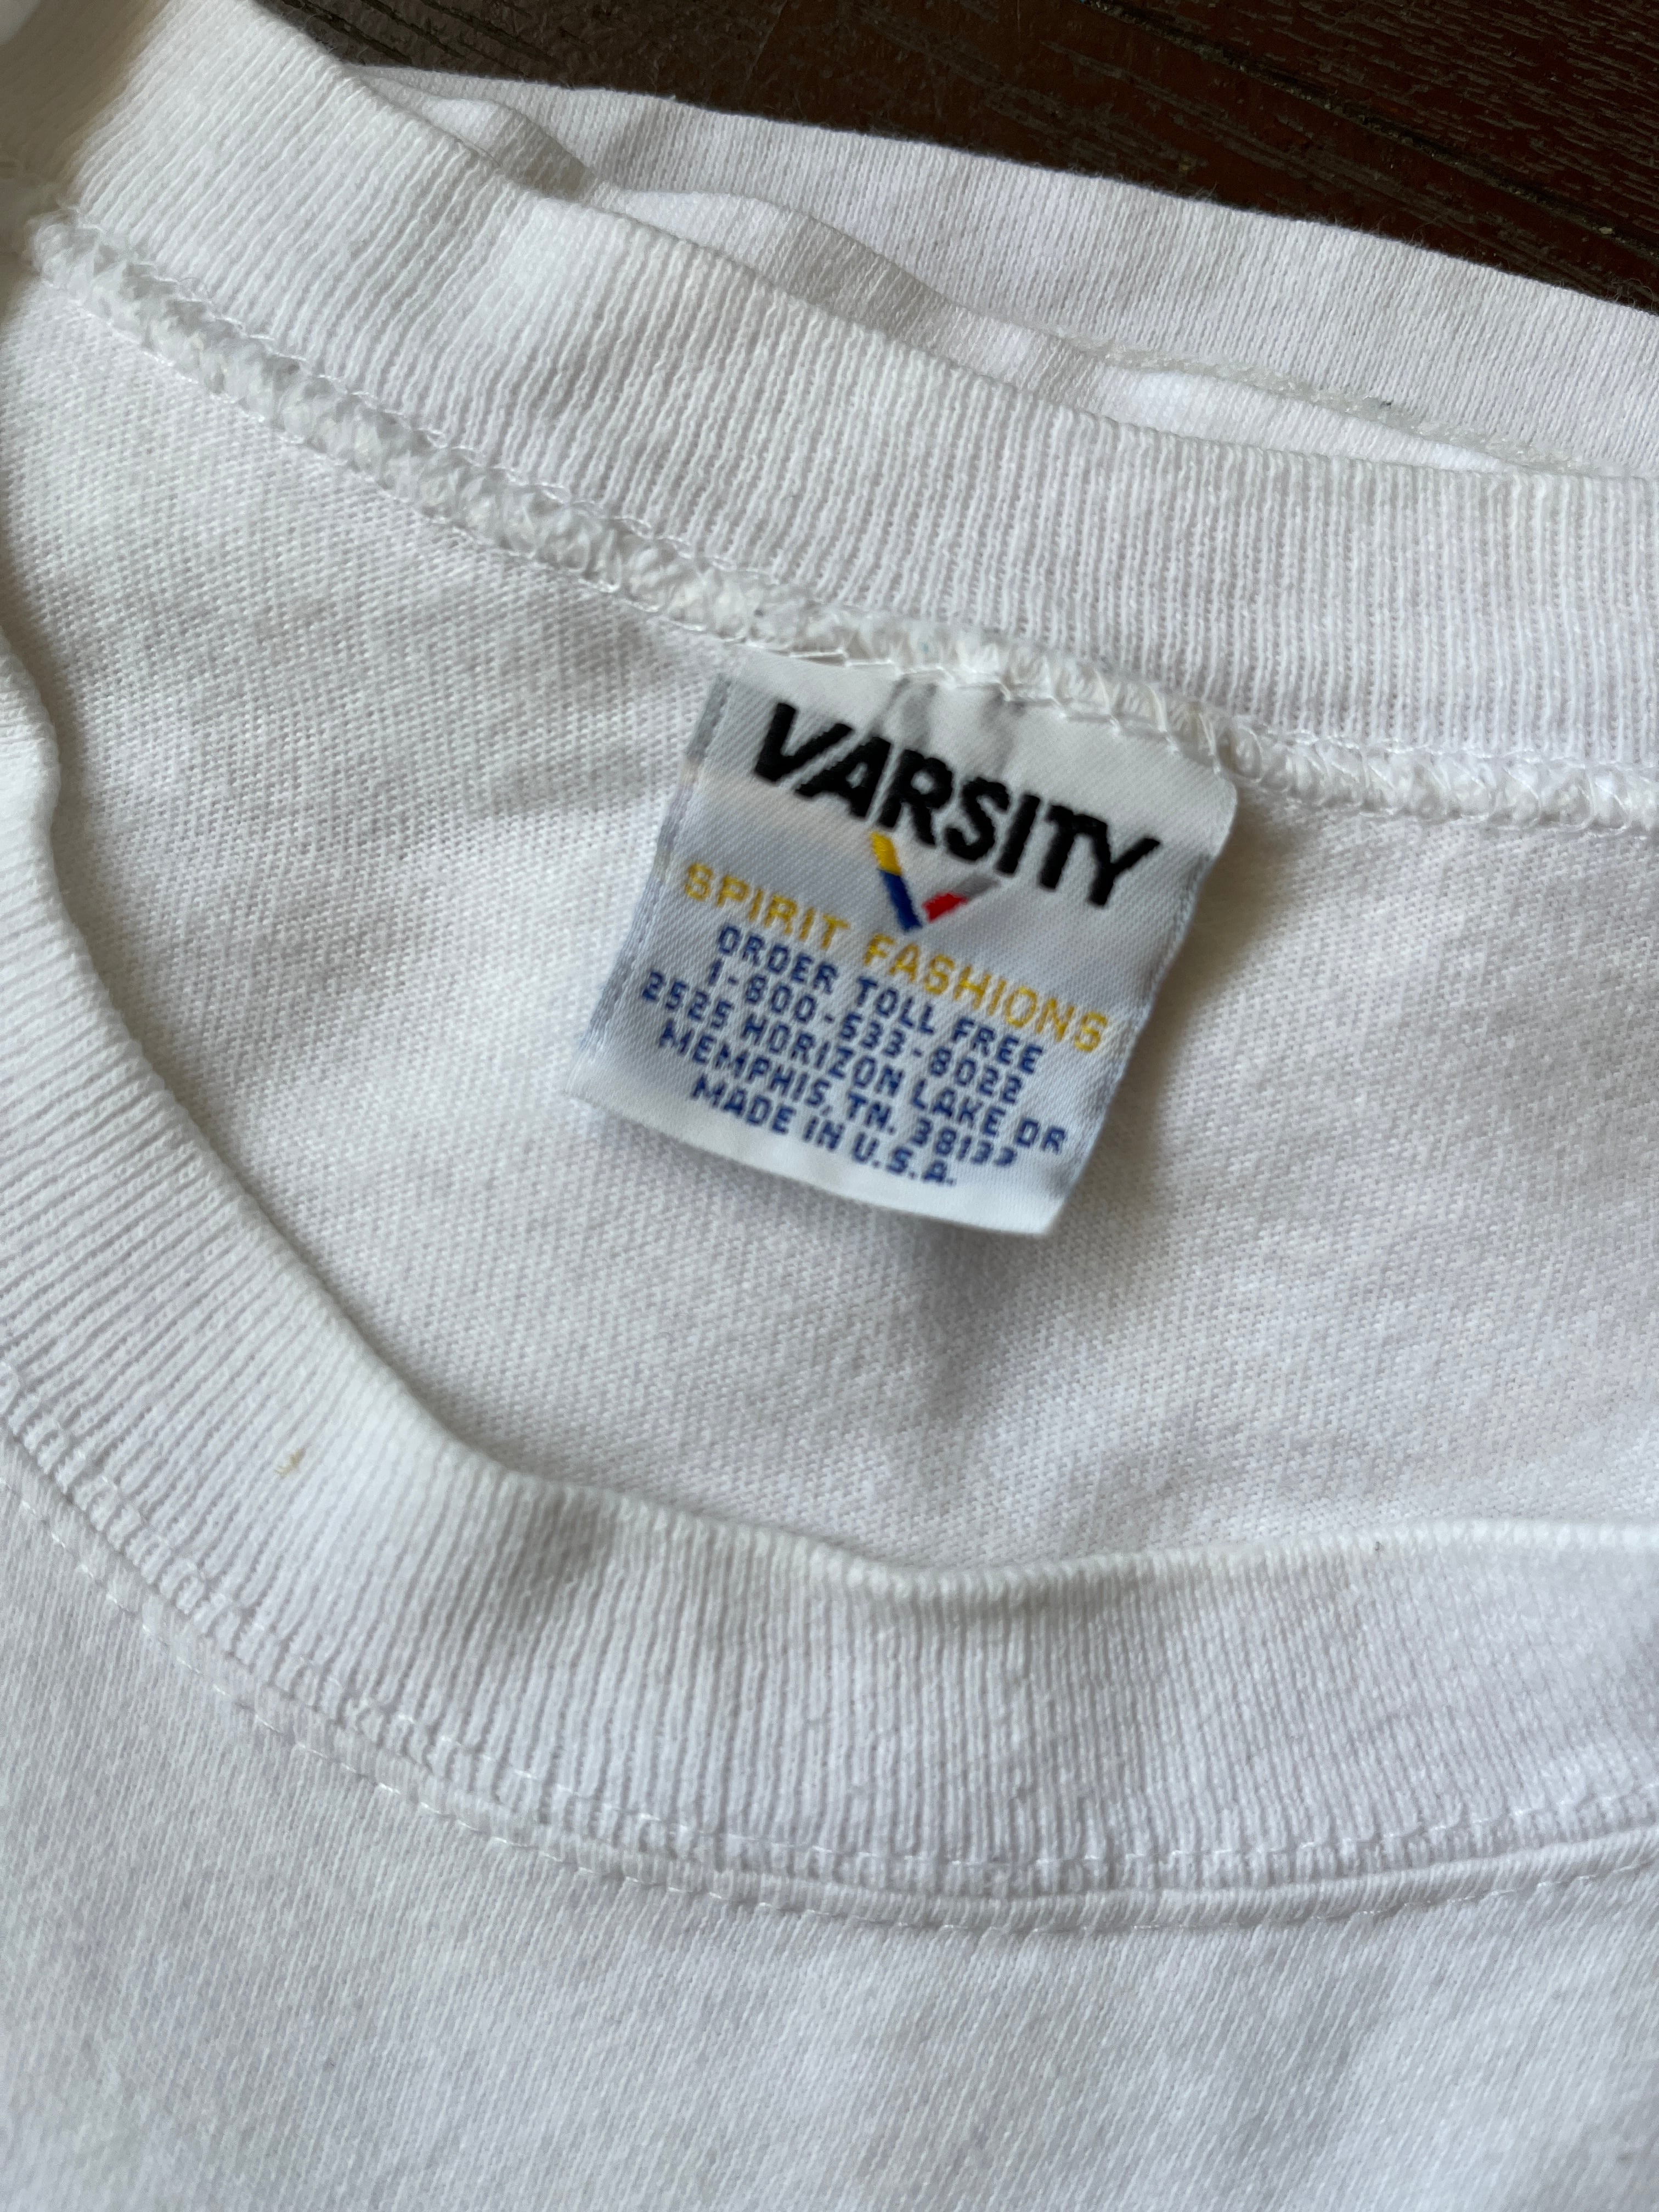 VARSITY
SPIRIT FASHIONS
ORDER TOLL FREE
1-800-533-8022
2525 HORIZON LAKE DR
MEMPHIS, TN. 38133
MADE IN U.S.A.